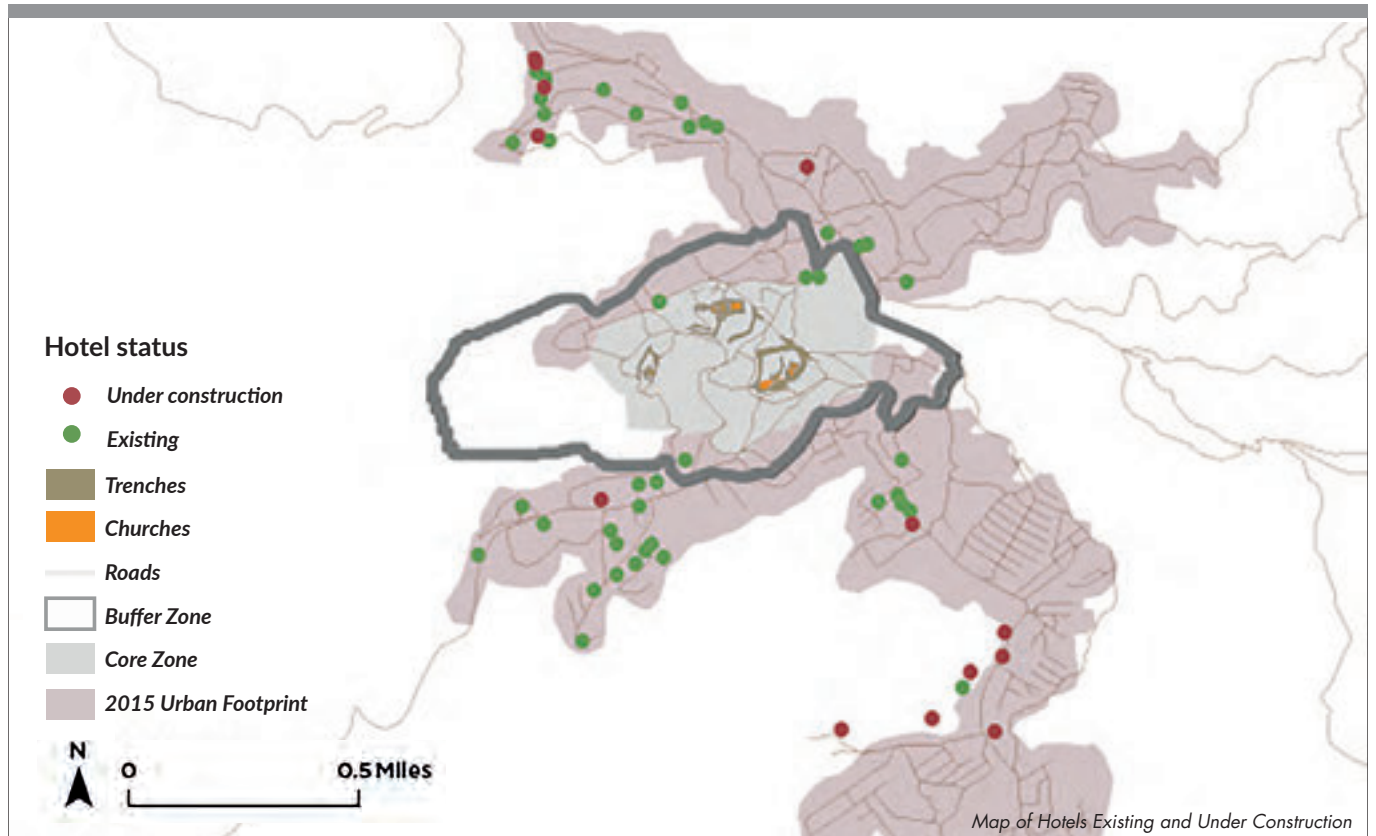 Hotel status
Under construction
Existing
Trenches
Churches
Roads
Buffer Zone
Core Zone
2015 Urban Footprint
N
0 0.5 Miles
Map of Hotels Existing and Under Construction